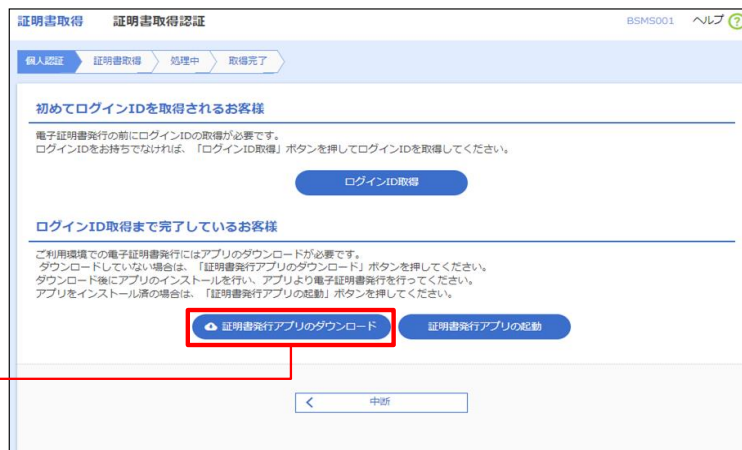 証明書取得 証明書取得認証 BSMS001 ヘルプ ?
個人認証 証明書取得 処理中 取得完了
初めてログインIDを取得されるお客様
電子証明書発行の前にログインIDの取得が必要です。
ログインIDをお持ちでなければ、「ログインID取得」ボタンを押してログインIDを取得してください。
ログインID取得
ログインID取得まで完了しているお客様
ご利用環境での電子証明書発行にはアプリのダウンロードが必要です。
ダウンロードしていない場合は、「証明書発行アプリのダウンロード」ボタンを押してください。
ダウンロード後にアプリのインストールを行い、アプリより電子証明書発行を行ってください。
アプリをインストール済の場合は、「証明書発行アプリの起動」ボタンを押してください。
証明書発行アプリのダウンロード 証明書発行アプリの起動
中断